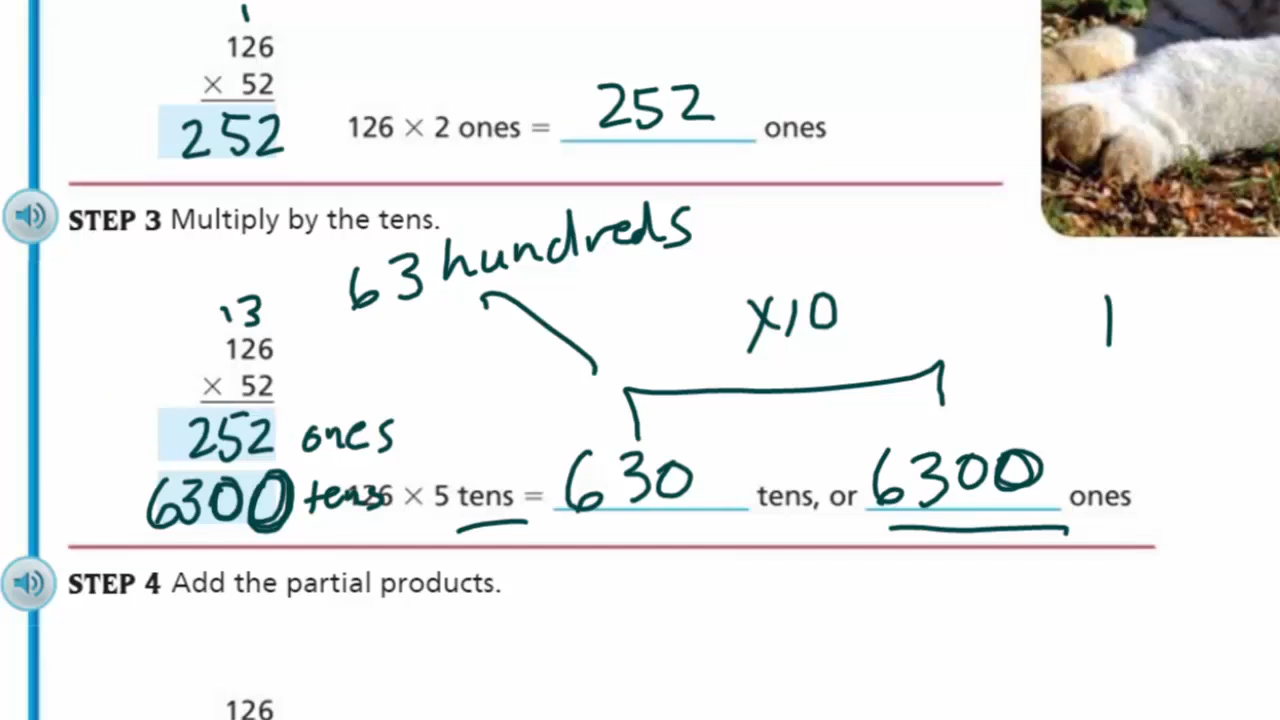 1
126
× 52
252
126 × 2 ones = 252 ones
STEP 3 Multiply by the tens.
63 hundreds
×10
1
13
126
× 52
252 ones
6300 tens
126 × 5 tens = 630 tens, or 6300 ones
STEP 4 Add the partial products.
126